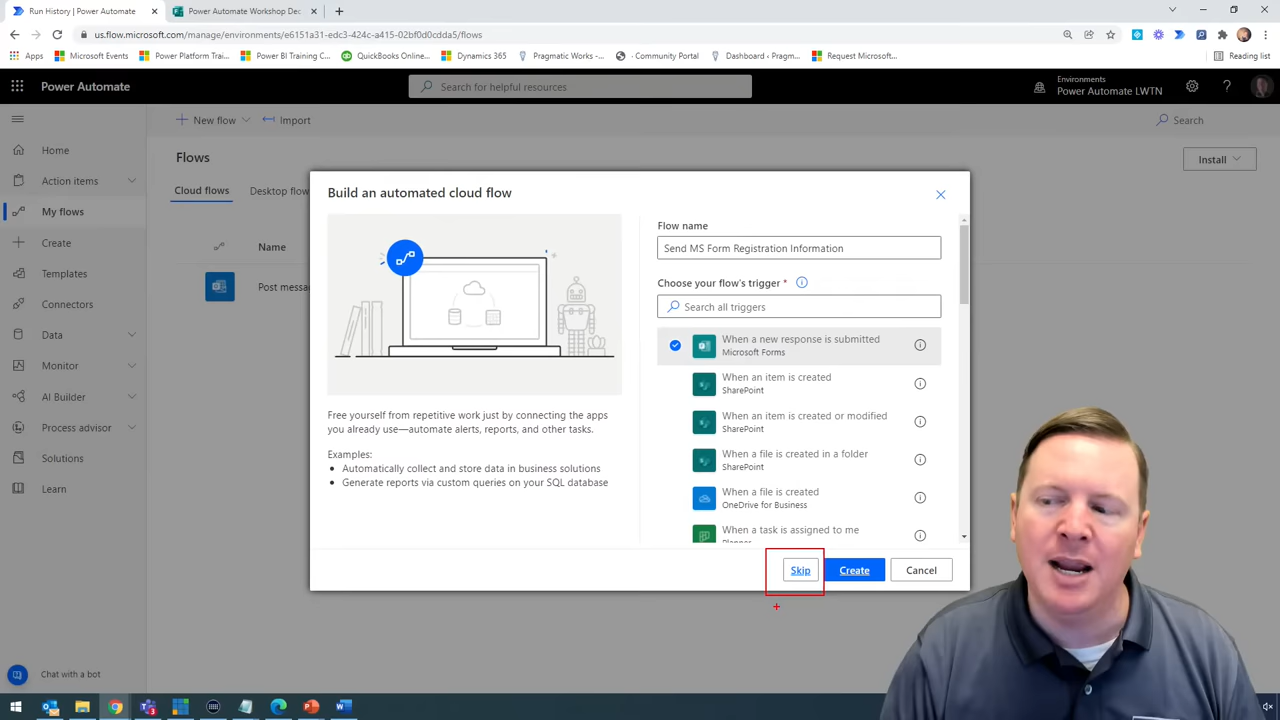 Run History | Power Automate
Power Automate Workshop Dec
us.flow.microsoft.com/manage/environments/e6151a31-edc3-424c-a415-02bf0d0cdda5/flows
Apps
Microsoft Events
Power Platform Trai...
Power BI Training C...
QuickBooks Onlin...
Dynamics 365
Pragmatic Works -...
- Community Portal
Dashboard ‹ Pragm...
Request Microsoft...
Reading list
Power Automate
Search for helpful resources
Environments
Power Automate LWTN
New flow
Import
Search
Home
Action items
My flows
Create
Templates
Connectors
Data
Monitor
AI Builder
Process advisor
Solutions
Learn
Chat with a bot
Flows
Install
Cloud flows
Desktop flow
Name
Post messa
Build an automated cloud flow
Free yourself from repetitive work just by connecting the apps
you already use—automate alerts, reports, and other tasks.
Examples:
• Automatically collect and store data in business solutions
• Generate reports via custom queries on your SQL database
Flow name
Send MS Form Registration Information
Choose your flow's trigger *
Search all triggers
When a new response is submitted
Microsoft Forms
When an item is created
SharePoint
When an item is created or modified
SharePoint
When a file is created in a folder
SharePoint
When a file is created
OneDrive for Business
When a task is assigned to me
Planner
Skip
Create
Cancel